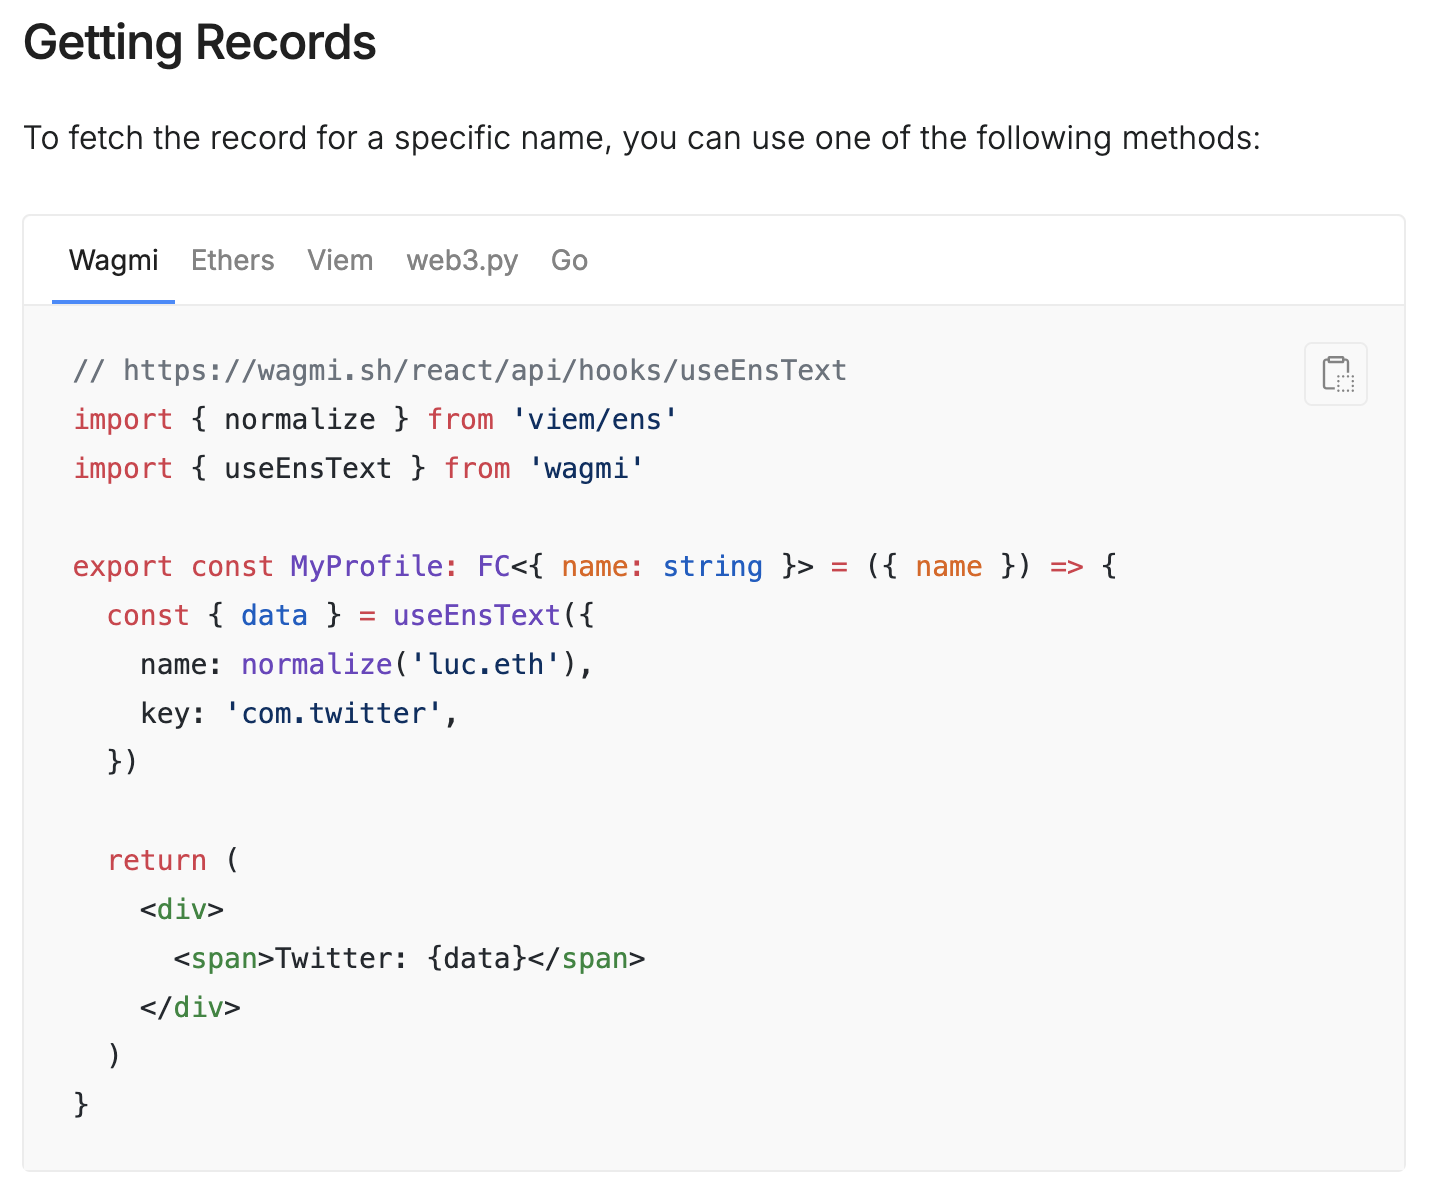 Getting Records
To fetch the record for a specific name, you can use one of the following methods:
Wagmi Ethers Viem web3.py Go
// https://wagmi.sh/react/api/hooks/useEnsText
import { normalize } from 'viem/ens'
import { useEnsText } from 'wagmi'

export const MyProfile: FC<{ name: string }> = ({ name }) => {
  const { data } = useEnsText({
    name: normalize('luc.eth'),
    key: 'com.twitter',
  })

  return (
    <div>
      <span>Twitter: {data}</span>
    </div>
  )
}